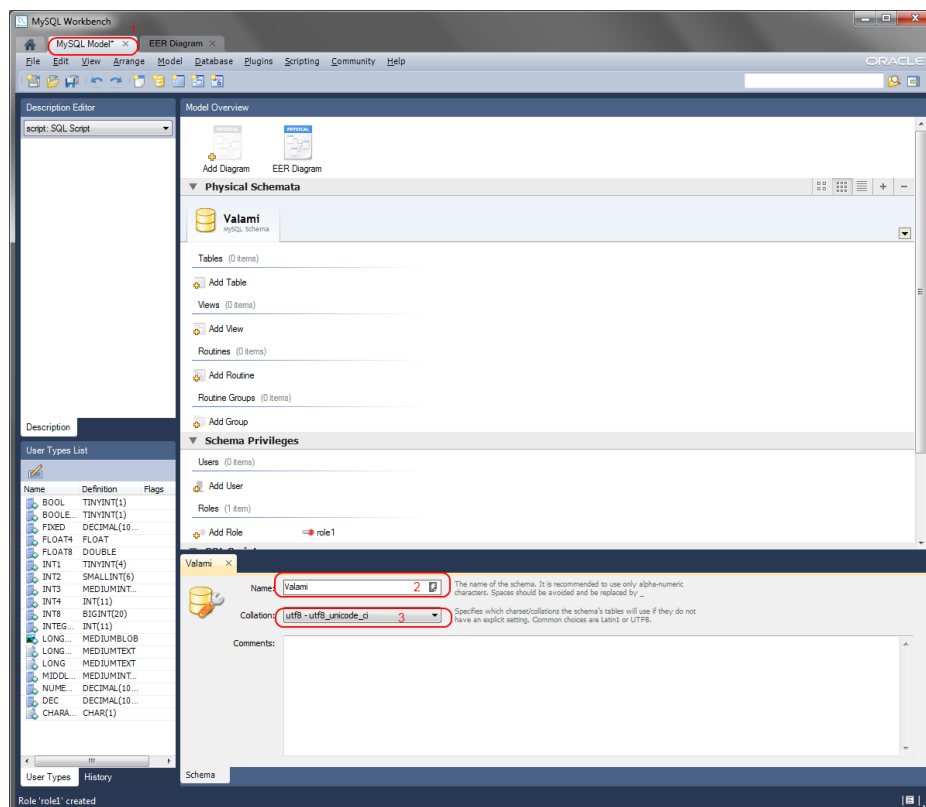 MySQL Workbench
1
MySQL Model* ×
EER Diagram ×
File Edit View Arrange Model Database Plugins Scripting Community Help
ORACLE
Description Editor
Model Overview
script: SQL Script
PHYSICAL
PHYSICAL
Add Diagram
EER Diagram
Physical Schemata
Valami
MySQL Schema
Tables (0 items)
Add Table
Views (0 items)
Add View
Routines (0 items)
Add Routine
Routine Groups (0 items)
Add Group
Description
Schema Privileges
User Types List
Users (0 items)
Add User
Roles (1 item)
Add Role
role1
Name Definition Flags
BOOL TINYINT(1)
BOOLE... TINYINT(1)
FIXED DECIMAL(10...
FLOAT4 FLOAT
FLOAT8 DOUBLE
INT1 TINYINT(4)
INT2 SMALLINT(6)
INT3 MEDIUMINT...
INT4 INT(11)
INT8 BIGINT(20)
INTEG... INT(11)
LONG... MEDIUMBLOB
LONG... MEDIUMTEXT
LONG MEDIUMTEXT
MIDDL... MEDIUMINT...
NUME... DECIMAL(10...
DEC DECIMAL(10...
CHARA... CHAR(1)
User Types History
Valami ×
Name: Valami 2
The name of the schema. It is recommended to use only alpha-numeric
characters. Spaces should be avoided and be replaced by _
Collation: utf8 - utf8_unicode_ci 3
Specifies which charset/collations the schema's tables will use if they do not
have an explicit setting. Common choices are Latin1 or UTF8.
Comments:
Schema
Role 'role1' created